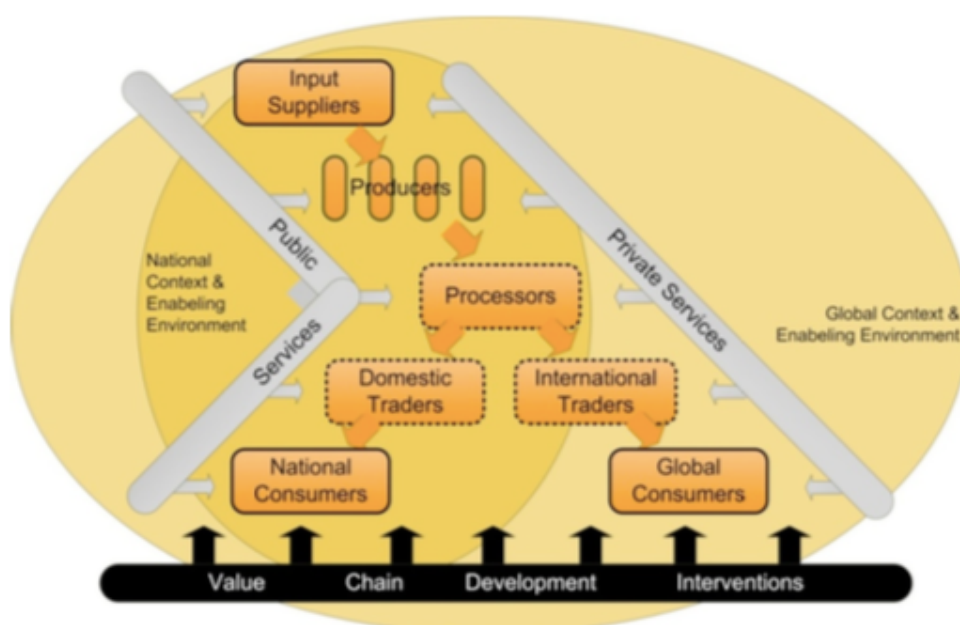 Input
Suppliers
Producers
Public
Services
Private Services
National
Context &
Enabeling
Environment
Processors
Global Context &
Enabeling Environment
Domestic
Traders
International
Traders
National
Consumers
Global
Consumers
Value Chain Development Interventions